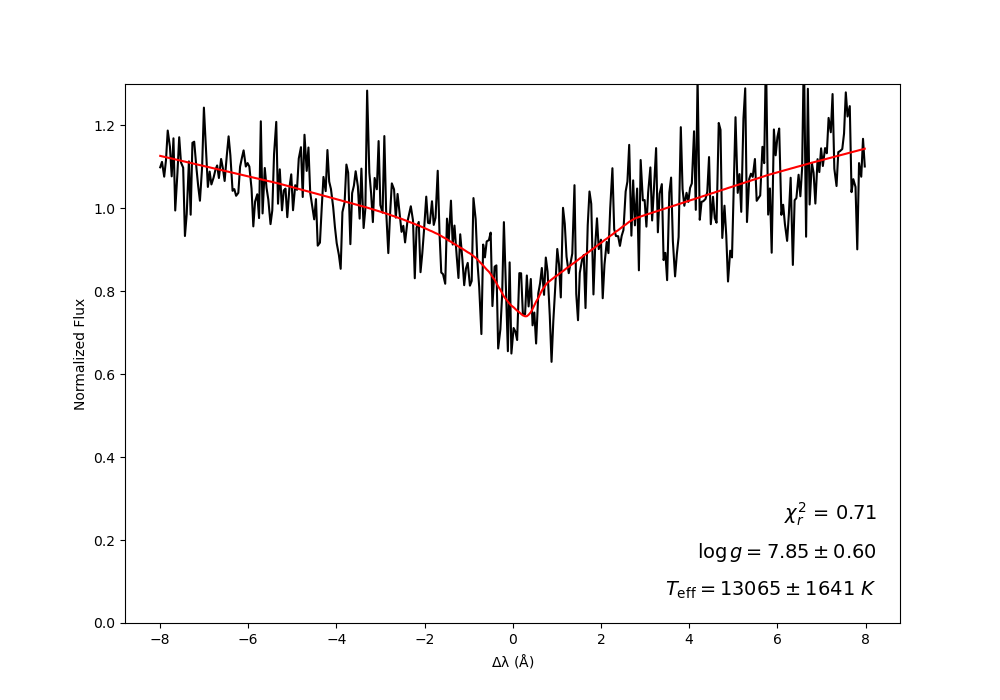 1.2
1.0
0.8
0.6
0.4
0.2
0.0
Normalized Flux
χ²ᵣ = 0.71
log g = 7.85 ± 0.60
T_eff = 13065 ± 1641 K
−8 −6 −4 −2 0 2 4 6 8
Δλ (Å)